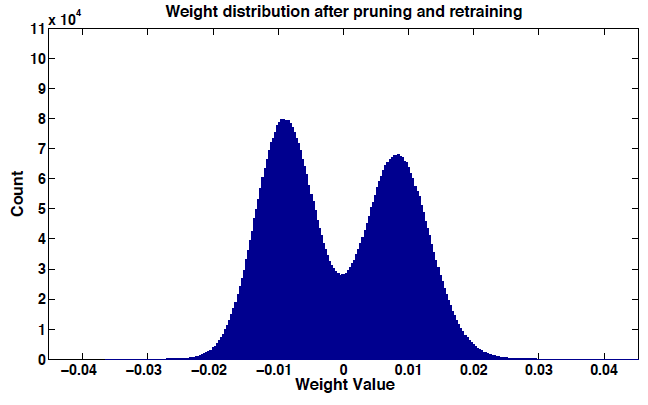 Weight distribution after pruning and retraining
x 10^4
11
10
9
8
7
6
5
4
3
2
1
0
Count
−0.04 −0.03 −0.02 −0.01 0 0.01 0.02 0.03 0.04
Weight Value